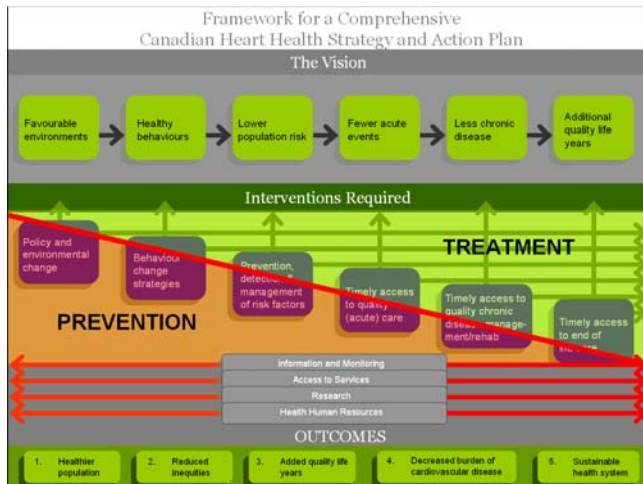 Framework for a Comprehensive
Canadian Heart Health Strategy and Action Plan
The Vision
Favourable
environments
Healthy
behaviours
Lower
population risk
Fewer acute
events
Less chronic
disease
Additional
quality life
years
Interventions Required
Policy and
environmental
change
Behaviour
change
strategies
Prevention,
detection &
management
of risk factors
Timely access
to quality
(acute) care
Timely access to
quality chronic
disease manage-
ment/rehab
Timely access
to end of
life care
TREATMENT
PREVENTION
Information and Monitoring
Access to Services
Research
Health Human Resources
OUTCOMES
1. Healthier
population
2. Reduced
inequities
3. Added quality life
years
4. Decreased burden of
cardiovascular disease
5. Sustainable
health system